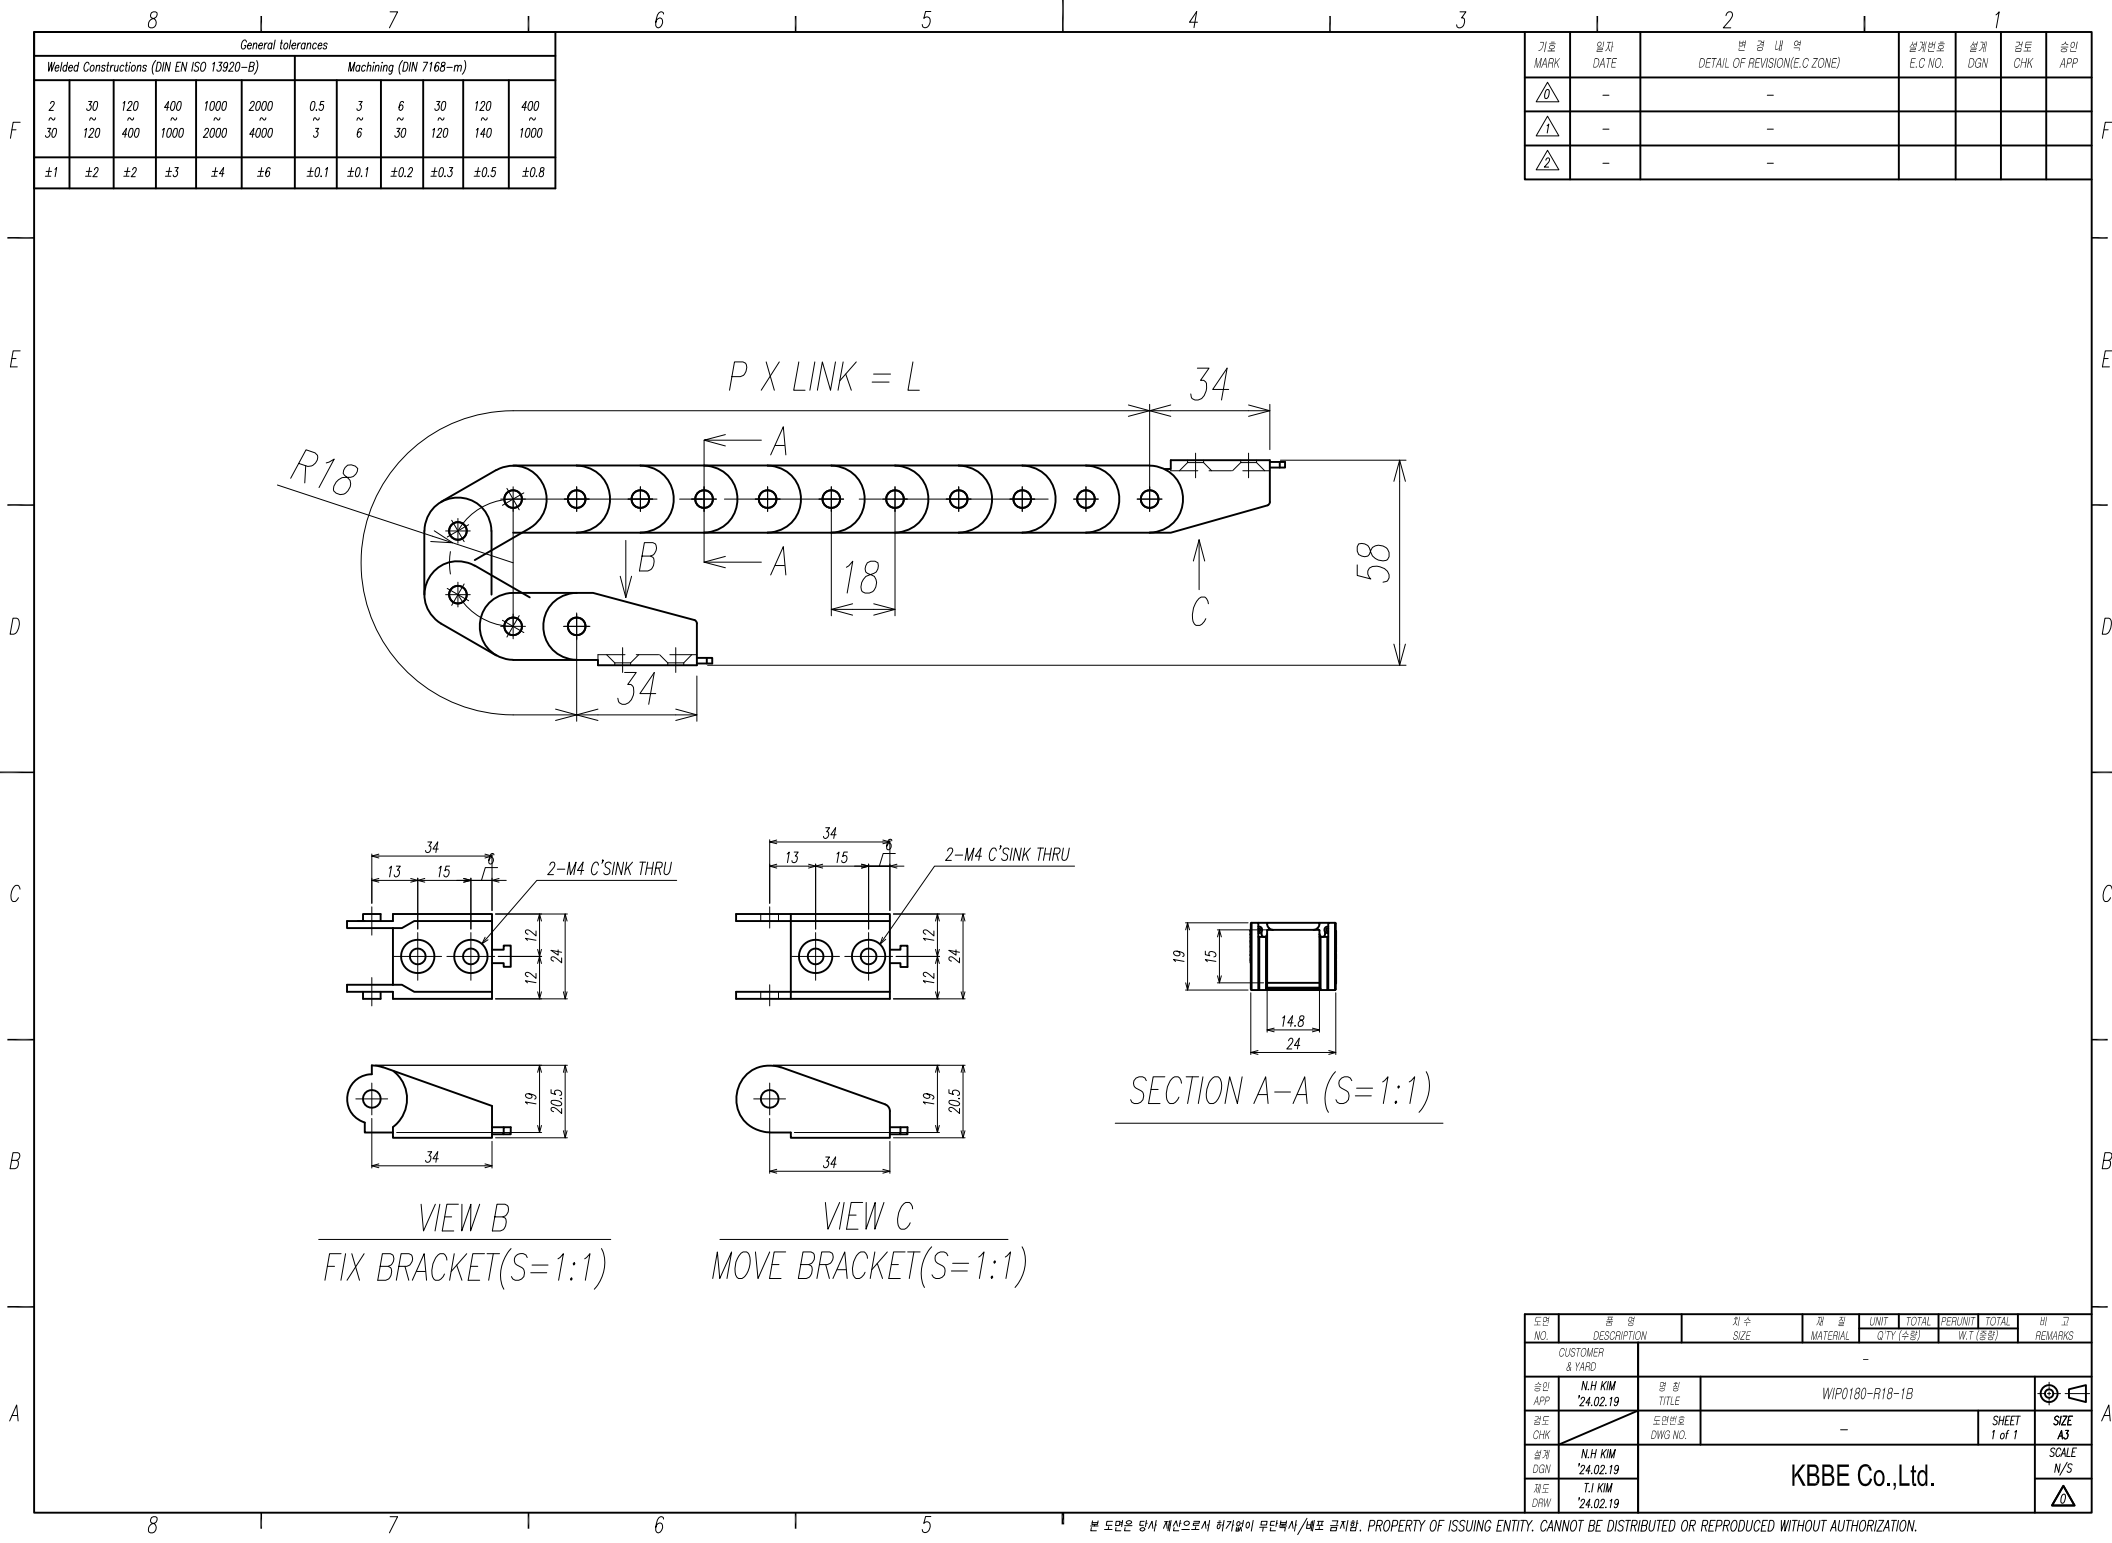 8 7 6 5 4 3 2 1
General tolerances
Welded Constructions (DIN EN ISO 13920-B) Machining (DIN 7168-m)
2 ~ 30 30 ~ 120 120 ~ 400 400 ~ 1000 1000 ~ 2000 2000 ~ 4000 0.5 ~ 3 3 ~ 6 6 ~ 30 30 ~ 120 120 ~ 140 400 ~ 1000
±1 ±2 ±2 ±3 ±4 ±6 ±0.1 ±0.1 ±0.2 ±0.3 ±0.5 ±0.8
기호 일자 변 경 내 역 설계번호 설계 검토 승인
MARK DATE DETAIL OF REVISION(E.C ZONE) E.C NO. DGN CHK APP
0 - -
1 - -
2 - -
F F
E E
P X LINK = L
34
A
R18
A
B
18
58
C
34
D D
34
13 15 6
2-M4 C'SINK THRU
12
12
24
34
13 15 6
2-M4 C'SINK THRU
12
12
24
19
15
14.8
24
SECTION A-A (S=1:1)
C C
19
20.5
34
19
20.5
34
B B
VIEW B
FIX BRACKET(S=1:1)
VIEW C
MOVE BRACKET(S=1:1)
도면 품 명 치 수 재 질 UNIT TOTAL PERUNIT TOTAL 비 고
NO. DESCRIPTION SIZE MATERIAL Q'TY (수량) W.T (중량) REMARKS
CUSTOMER
& YARD
-
승인 N.H KIM 명 칭
APP '24.02.19 TITLE
WIP0180-R18-1B
검도 도면번호 SHEET SIZE
CHK DWG NO. - 1 of 1 A3
설계 N.H KIM SCALE
DGN '24.02.19 N/S
KBBE Co.,Ltd.
제도 T.I KIM
DRW '24.02.19
0
A A
8 7 6 5
본 도면은 당사 재산으로서 허가없이 무단복사/배포 금지함. PROPERTY OF ISSUING ENTITY. CANNOT BE DISTRIBUTED OR REPRODUCED WITHOUT AUTHORIZATION.